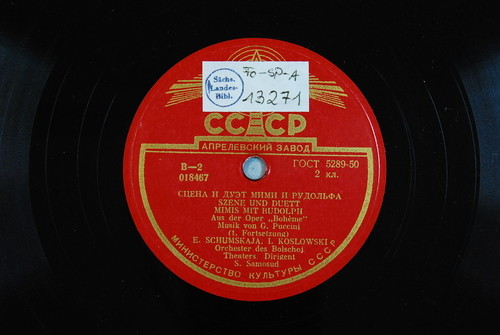 Sächs.
Landes-
Bibl.
Fo-SP-A
13271
СССР
АПРЕЛЕВСКИЙ ЗАВОД
В—2
018467
ГОСТ 5289-50
2 кл.
СЦЕНА И ДУЭТ МИМИ И РУДОЛЬФА
SZENE UND DUETT
MIMIS MIT RUDOLPH
Aus der Oper „Bohème"
Musik von G. Puccini
(1. Fortsetzung)
E. SCHUMSKAJA, I. KOSLOWSKI
Orchester des Bolschoj
Theaters. Dirigent
S. Samosud
МИНИСТЕРСТВО КУЛЬТУРЫ СССР